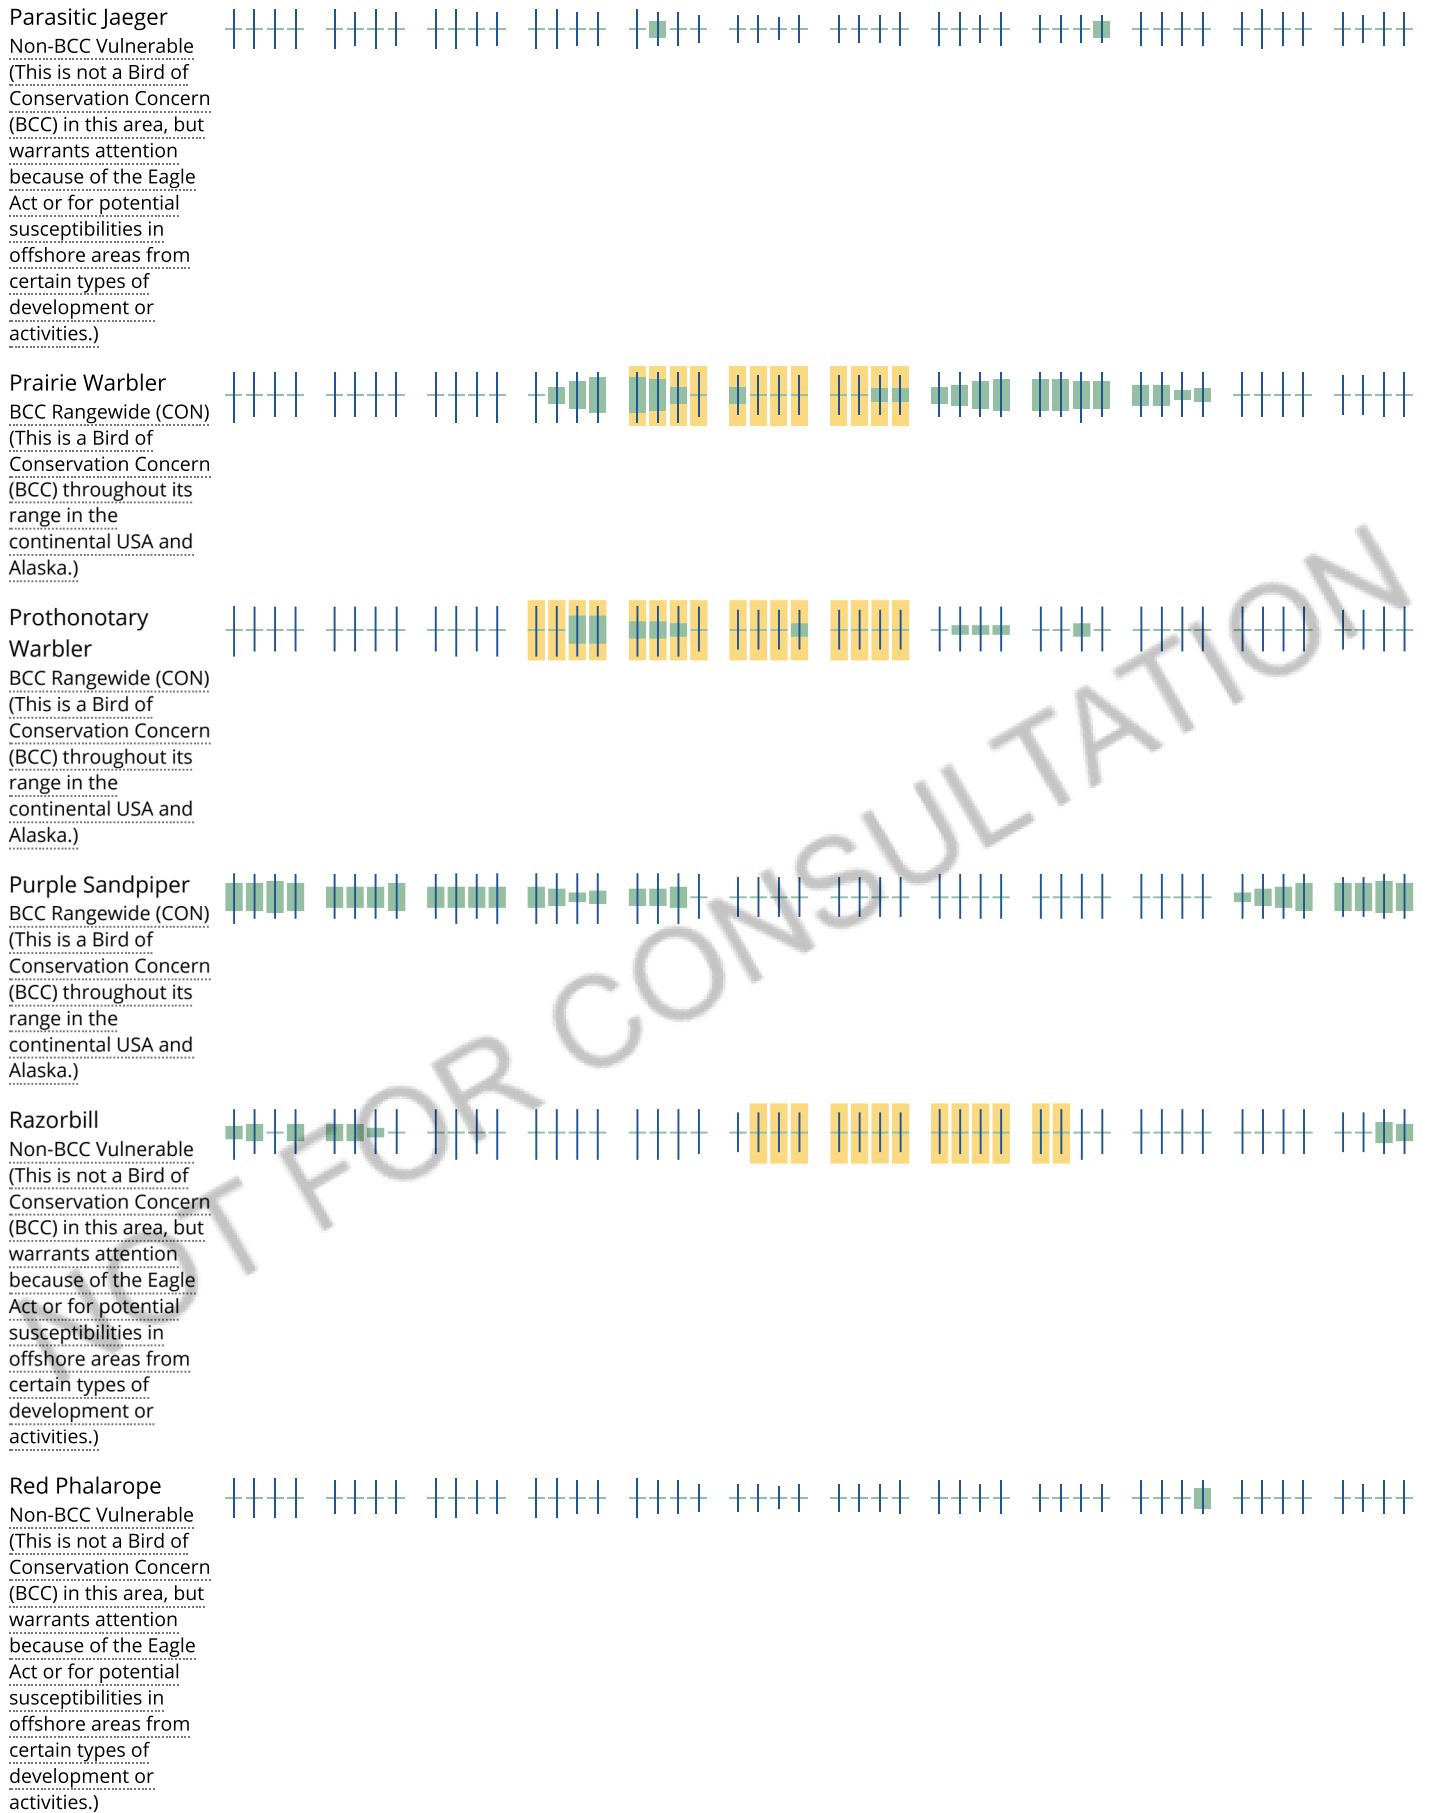 Parasitic Jaeger
Non-BCC Vulnerable
(This is not a Bird of
Conservation Concern
(BCC) in this area, but
warrants attention
because of the Eagle
Act or for potential
susceptibilities in
offshore areas from
certain types of
development or
activities.)
Prairie Warbler
BCC Rangewide (CON)
(This is a Bird of
Conservation Concern
(BCC) throughout its
range in the
continental USA and
Alaska.)
Prothonotary
Warbler
BCC Rangewide (CON)
(This is a Bird of
Conservation Concern
(BCC) throughout its
range in the
continental USA and
Alaska.)
Purple Sandpiper
BCC Rangewide (CON)
(This is a Bird of
Conservation Concern
(BCC) throughout its
range in the
continental USA and
Alaska.)
Razorbill
Non-BCC Vulnerable
(This is not a Bird of
Conservation Concern
(BCC) in this area, but
warrants attention
because of the Eagle
Act or for potential
susceptibilities in
offshore areas from
certain types of
development or
activities.)
Red Phalarope
Non-BCC Vulnerable
(This is not a Bird of
Conservation Concern
(BCC) in this area, but
warrants attention
because of the Eagle
Act or for potential
susceptibilities in
offshore areas from
certain types of
development or
activities.)
NOT FOR CONSULTATION